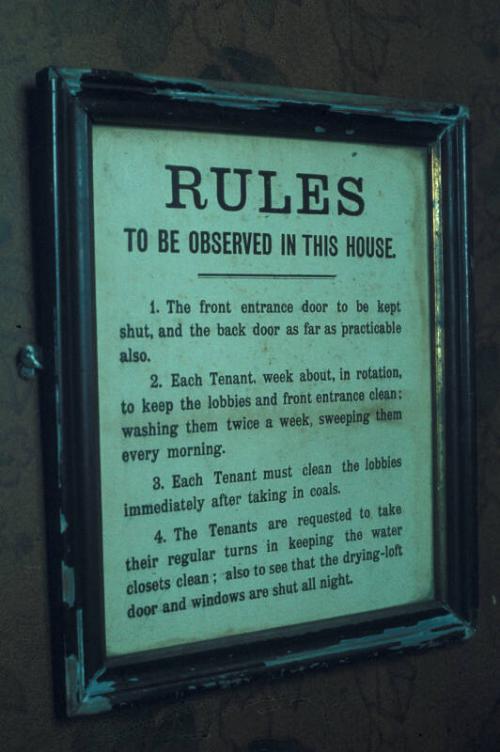 RULES
TO BE OBSERVED IN THIS HOUSE.
1. The front entrance door to be kept
shut, and the back door as far as practicable
also.
2. Each Tenant. week about, in rotation,
to keep the lobbies and front entrance clean;
washing them twice a week, sweeping them
every morning.
3. Each Tenant must clean the lobbies
immediately after taking in coals.
4. The Tenants are requested to take
their regular turns in keeping the water
closets clean; also to see that the drying-loft
door and windows are shut all night.